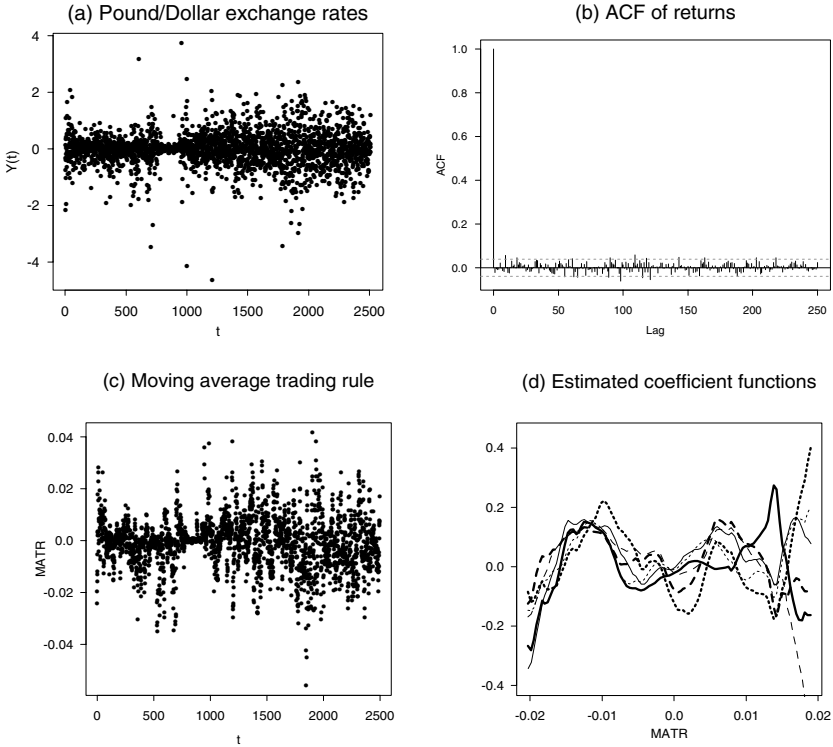 (a) Pound/Dollar exchange rates
4
2
0
-2
-4
Y(t)
0 500 1000 1500 2000 2500
t
(b) ACF of returns
1.0
0.8
0.6
0.4
0.2
0.0
ACF
0 50 100 150 200 250
Lag
(c) Moving average trading rule
0.04
0.02
0.0
-0.02
-0.04
MATR
0 500 1000 1500 2000 2500
t
(d) Estimated coefficient functions
0.4
0.2
0.0
-0.2
-0.4
-0.02 -0.01 0.0 0.01 0.02
MATR